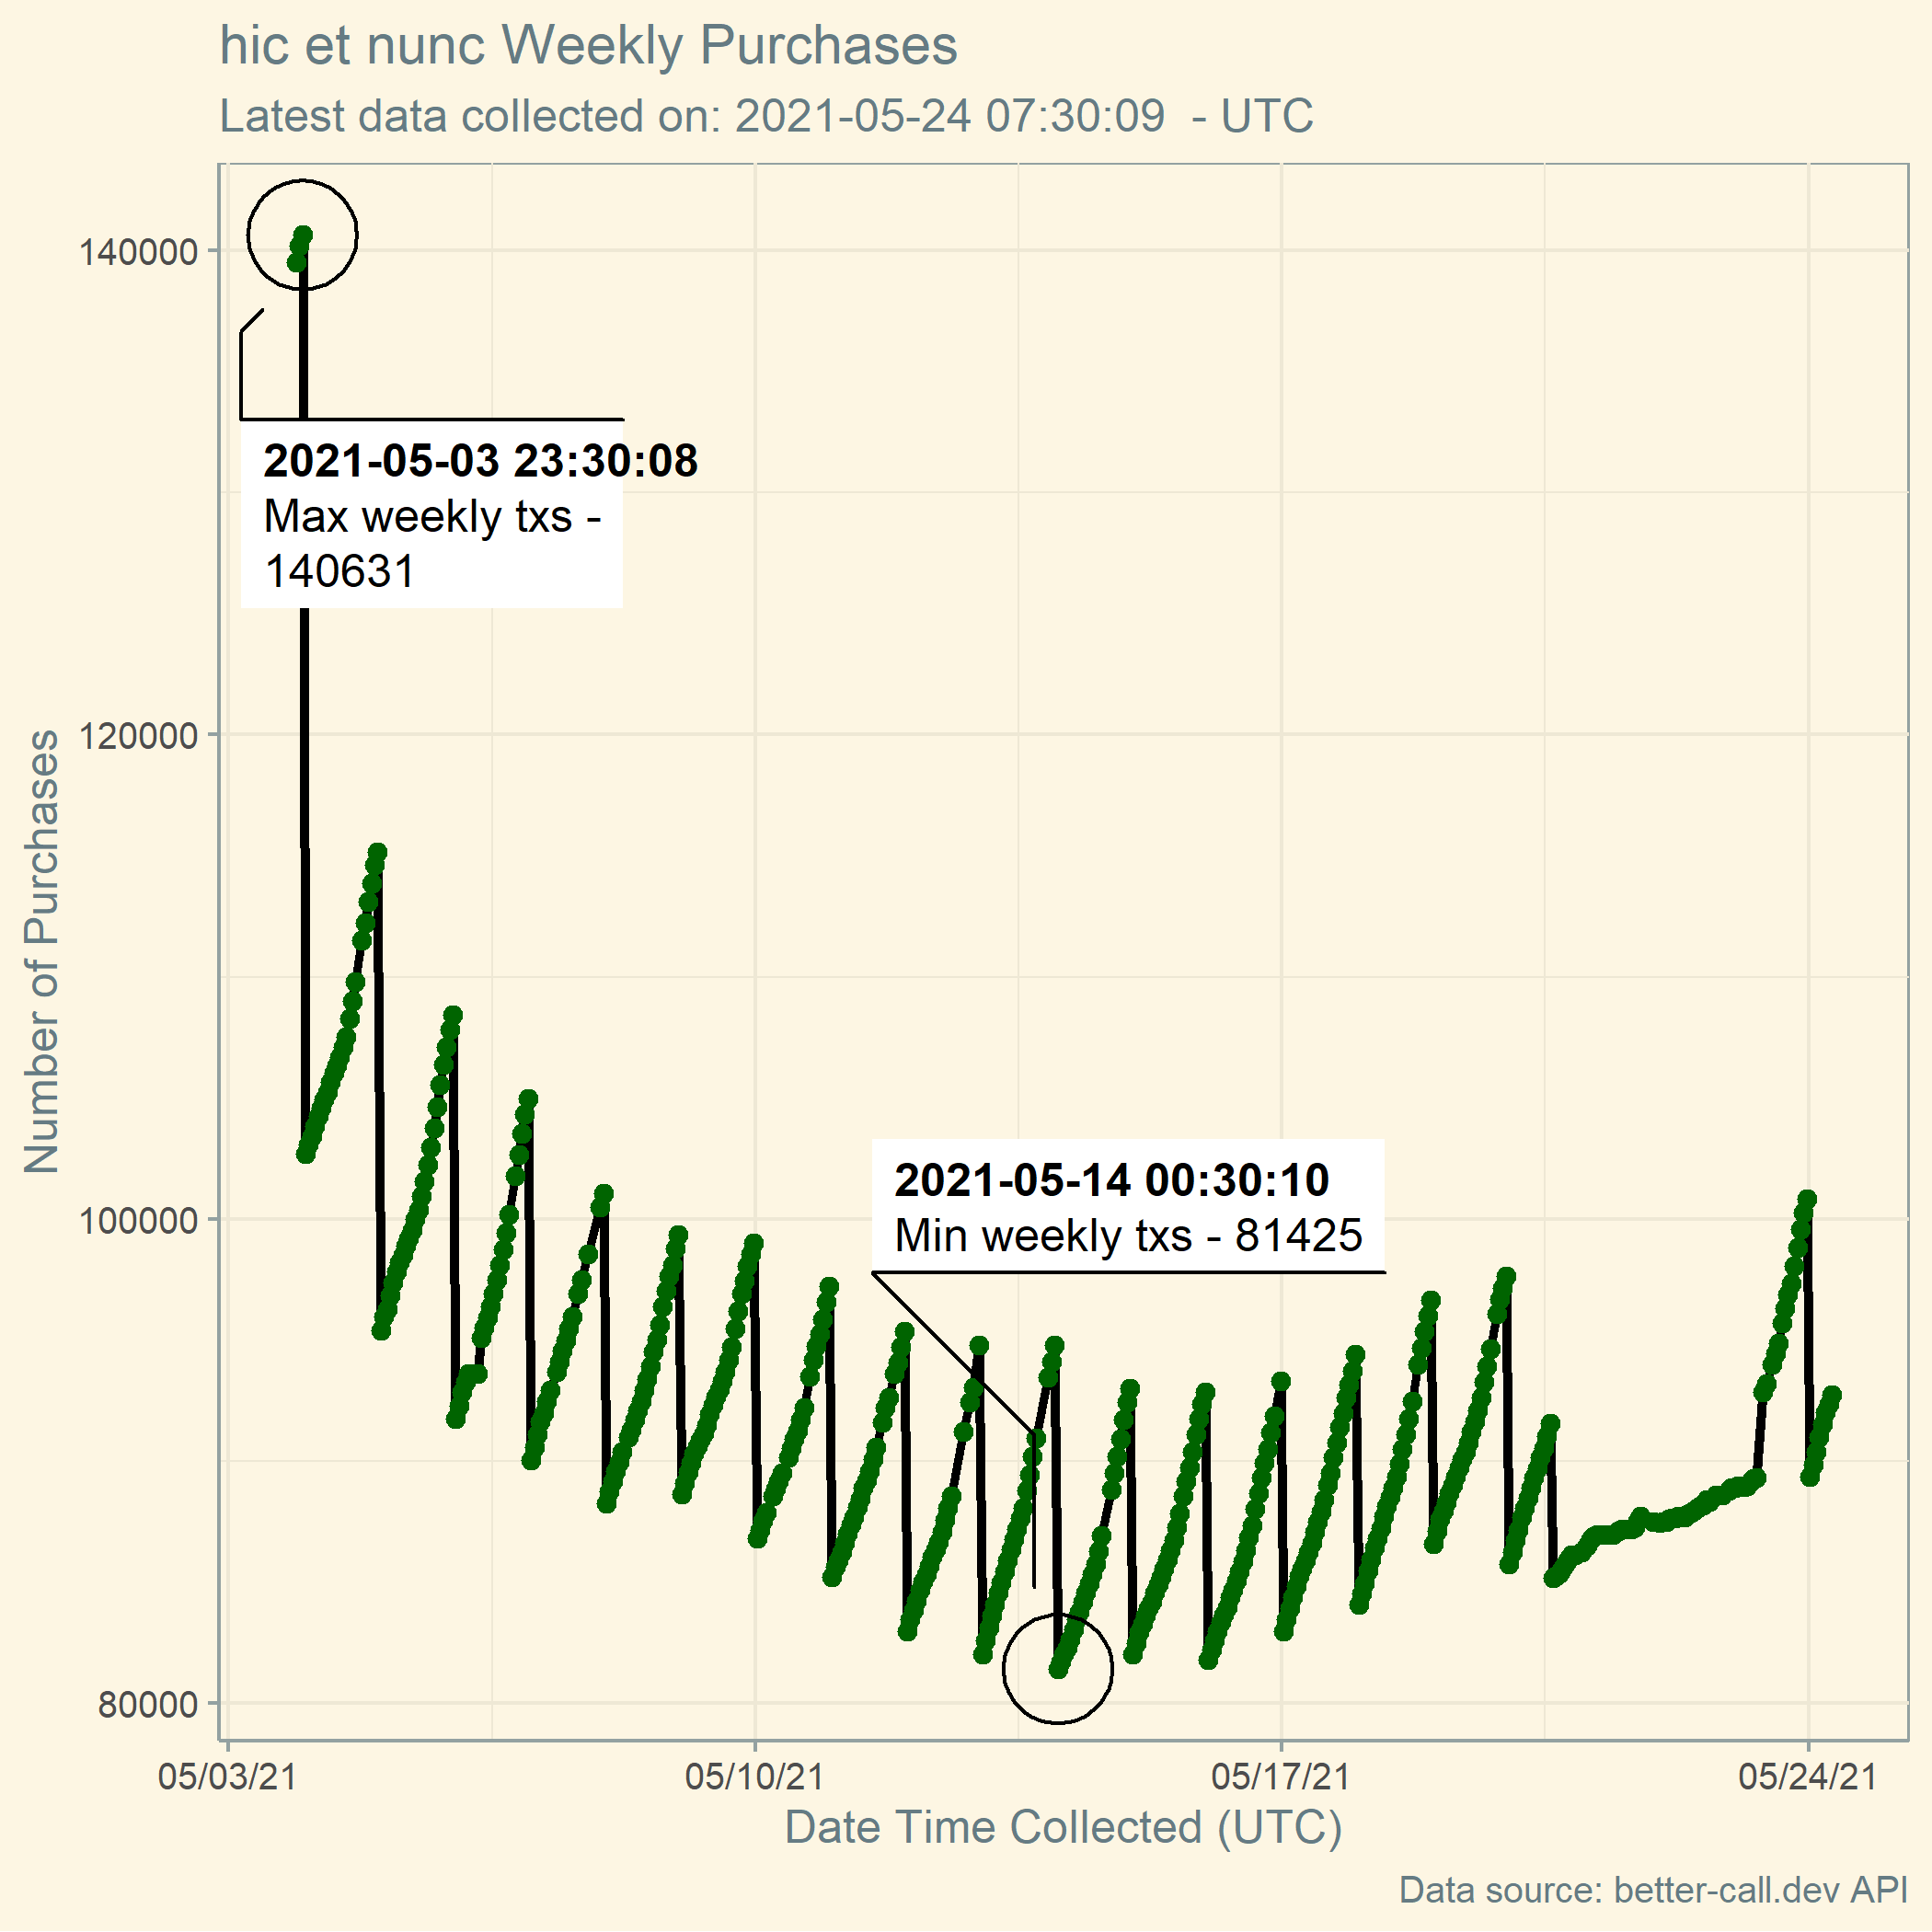 hic et nunc Weekly Purchases
Latest data collected on: 2021-05-24 07:30:09  - UTC
Number of Purchases
140000
120000
100000
80000
2021-05-03 23:30:08
Max weekly txs -
140631
2021-05-14 00:30:10
Min weekly txs - 81425
05/03/21
05/10/21
05/17/21
05/24/21
Date Time Collected (UTC)
Data source: better-call.dev API